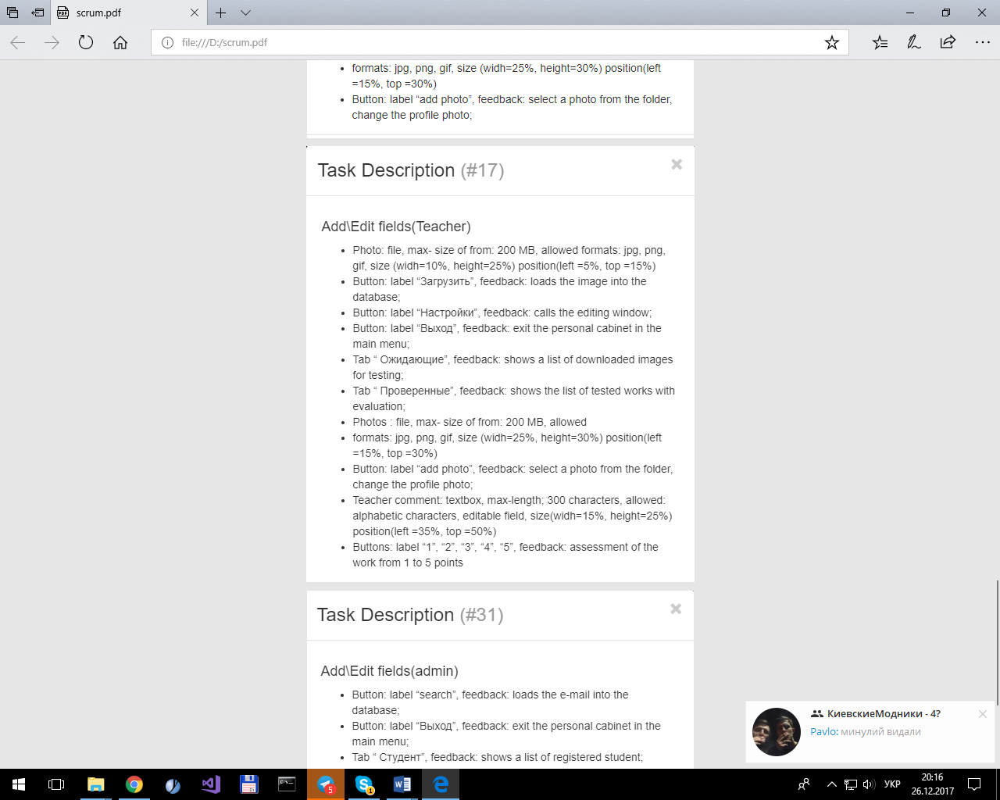 scrum.pdf
file:///D:/scrum.pdf
• formats: jpg, png, gif, size (widh=25%, height=30%) position(left
=15%, top =30%)
• Button: label “add photo”, feedback: select a photo from the folder,
change the profile photo;
Task Description (#17)
Add\Edit fields(Teacher)
• Photo: file, max- size of from: 200 MB, allowed formats: jpg, png,
gif, size (widh=10%, height=25%) position(left =5%, top =15%)
• Button: label “Загрузить”, feedback: loads the image into the
database;
• Button: label “Настройки”, feedback: calls the editing window;
• Button: label “Выход”, feedback: exit the personal cabinet in the
main menu;
• Tab “ Ожидающие”, feedback: shows a list of downloaded images
for testing;
• Tab “ Проверенные”, feedback: shows the list of tested works with
evaluation;
• Photos : file, max- size of from: 200 MB, allowed
• formats: jpg, png, gif, size (widh=25%, height=30%) position(left
=15%, top =30%)
• Button: label “add photo”, feedback: select a photo from the folder,
change the profile photo;
• Teacher comment: textbox, max-length; 300 characters, allowed:
alphabetic characters, editable field, size(widh=15%, height=25%)
position(left =35%, top =50%)
• Buttons: label “1”, “2”, “3”, “4”, “5”, feedback: assessment of the
work from 1 to 5 points
Task Description (#31)
Add\Edit fields(admin)
• Button: label “search”, feedback: loads the e-mail into the
database;
• Button: label “Выход”, feedback: exit the personal cabinet in the
main menu;
• Tab “ Студент”, feedback: shows a list of registered student;
КиевскиеМодники - 4?
Pavlo: минулий видали
5
1
УКР
20:16
26.12.2017